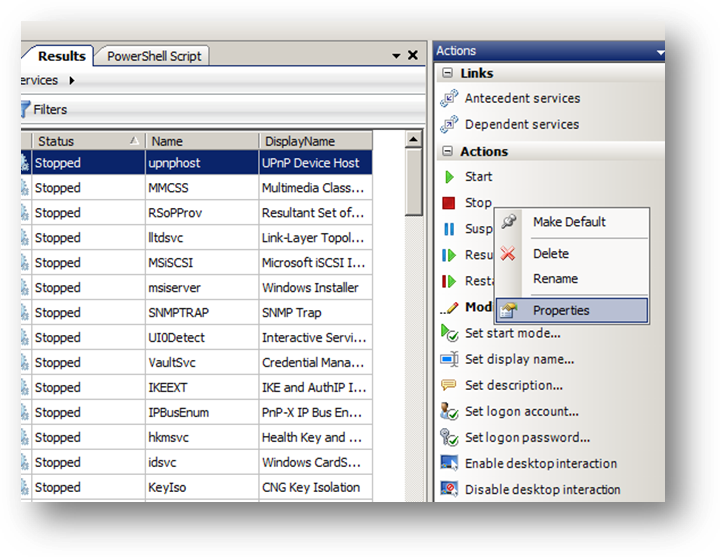 Results
PowerShell Script
ervices
Filters
Status Name DisplayName
Stopped upnphost UPnP Device Host
Stopped MMCSS Multimedia Class...
Stopped RSoPProv Resultant Set of...
Stopped lltdsvc Link-Layer Topol...
Stopped MSiSCSI Microsoft iSCSI I...
Stopped msiserver Windows Installer
Stopped SNMPTRAP SNMP Trap
Stopped UI0Detect Interactive Servi...
Stopped VaultSvc Credential Mana...
Stopped IKEEXT IKE and AuthIP I...
Stopped IPBusEnum PnP-X IP Bus En...
Stopped hkmsvc Health Key and ...
Stopped idsvc Windows CardS...
Stopped KeyIso CNG Key Isolation
Actions
Links
Antecedent services
Dependent services
Actions
Start
Stop
Susp
Resu
Resta
Mod
Set start mode...
Set display name...
Set description...
Set logon account...
Set logon password...
Enable desktop interaction
Disable desktop interaction
Make Default
Delete
Rename
Properties